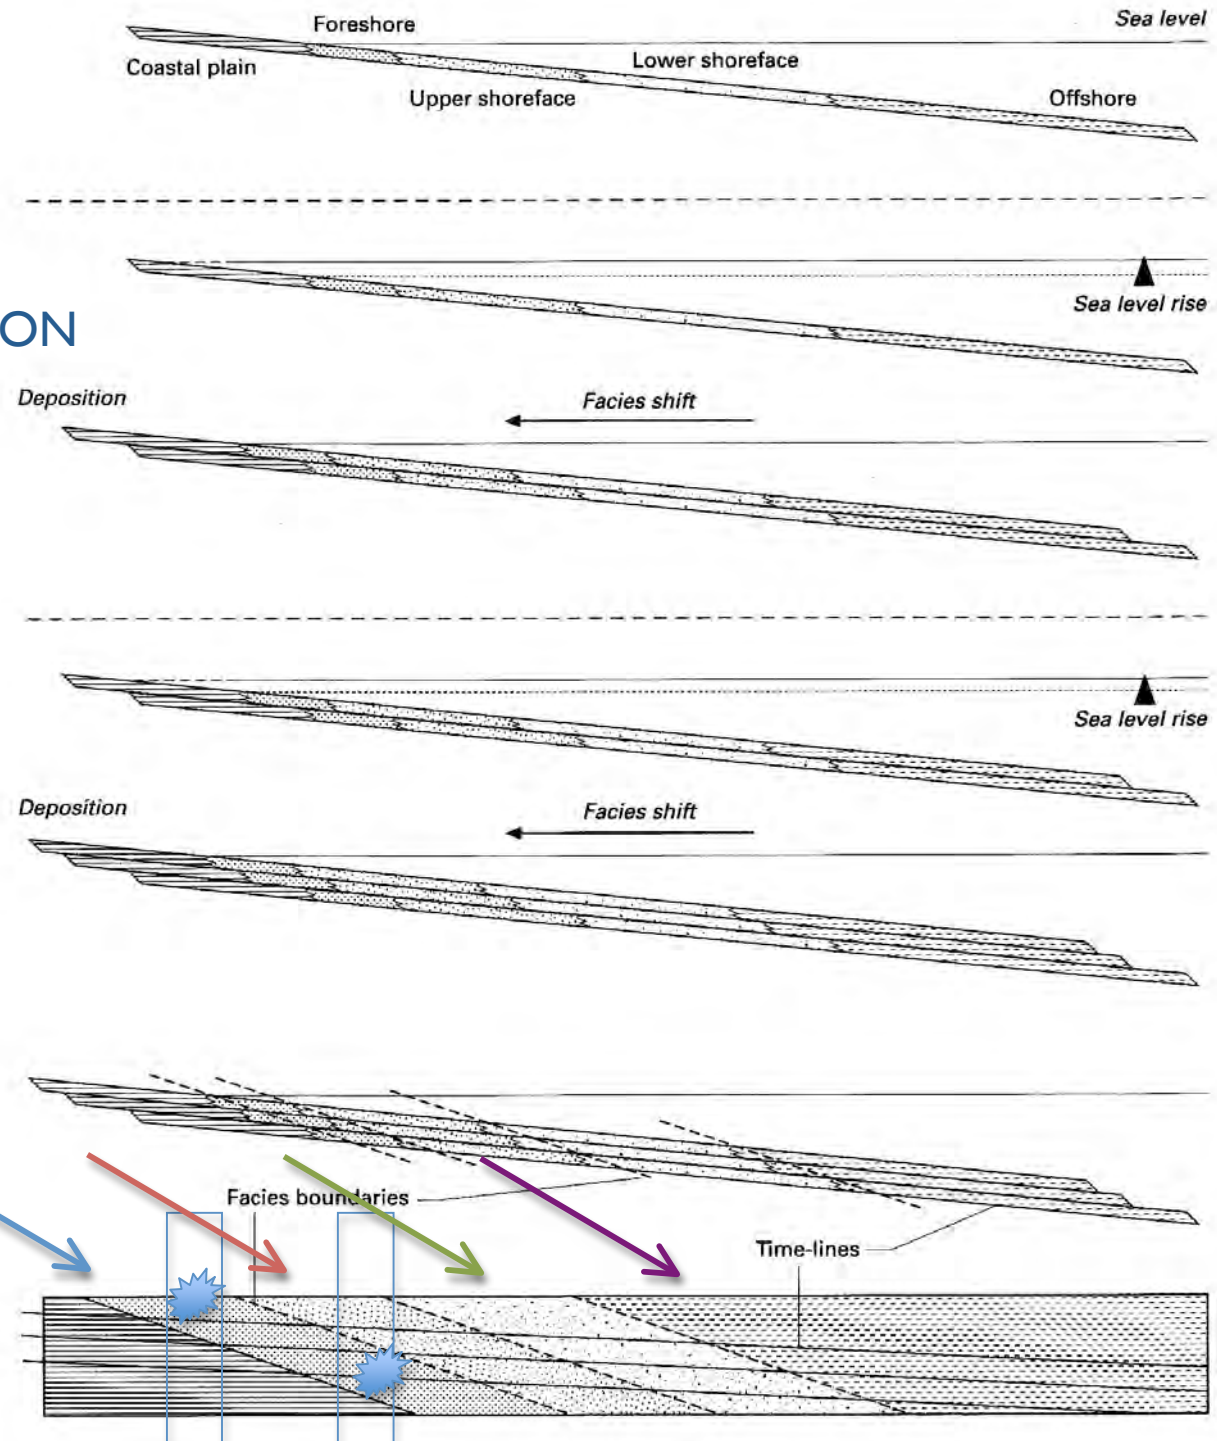 Sea level
Foreshore
Coastal plain
Lower shoreface
Upper shoreface
Offshore
Sea level rise
ON
Deposition
Facies shift
Sea level rise
Deposition
Facies shift
Facies boundaries
Time-lines